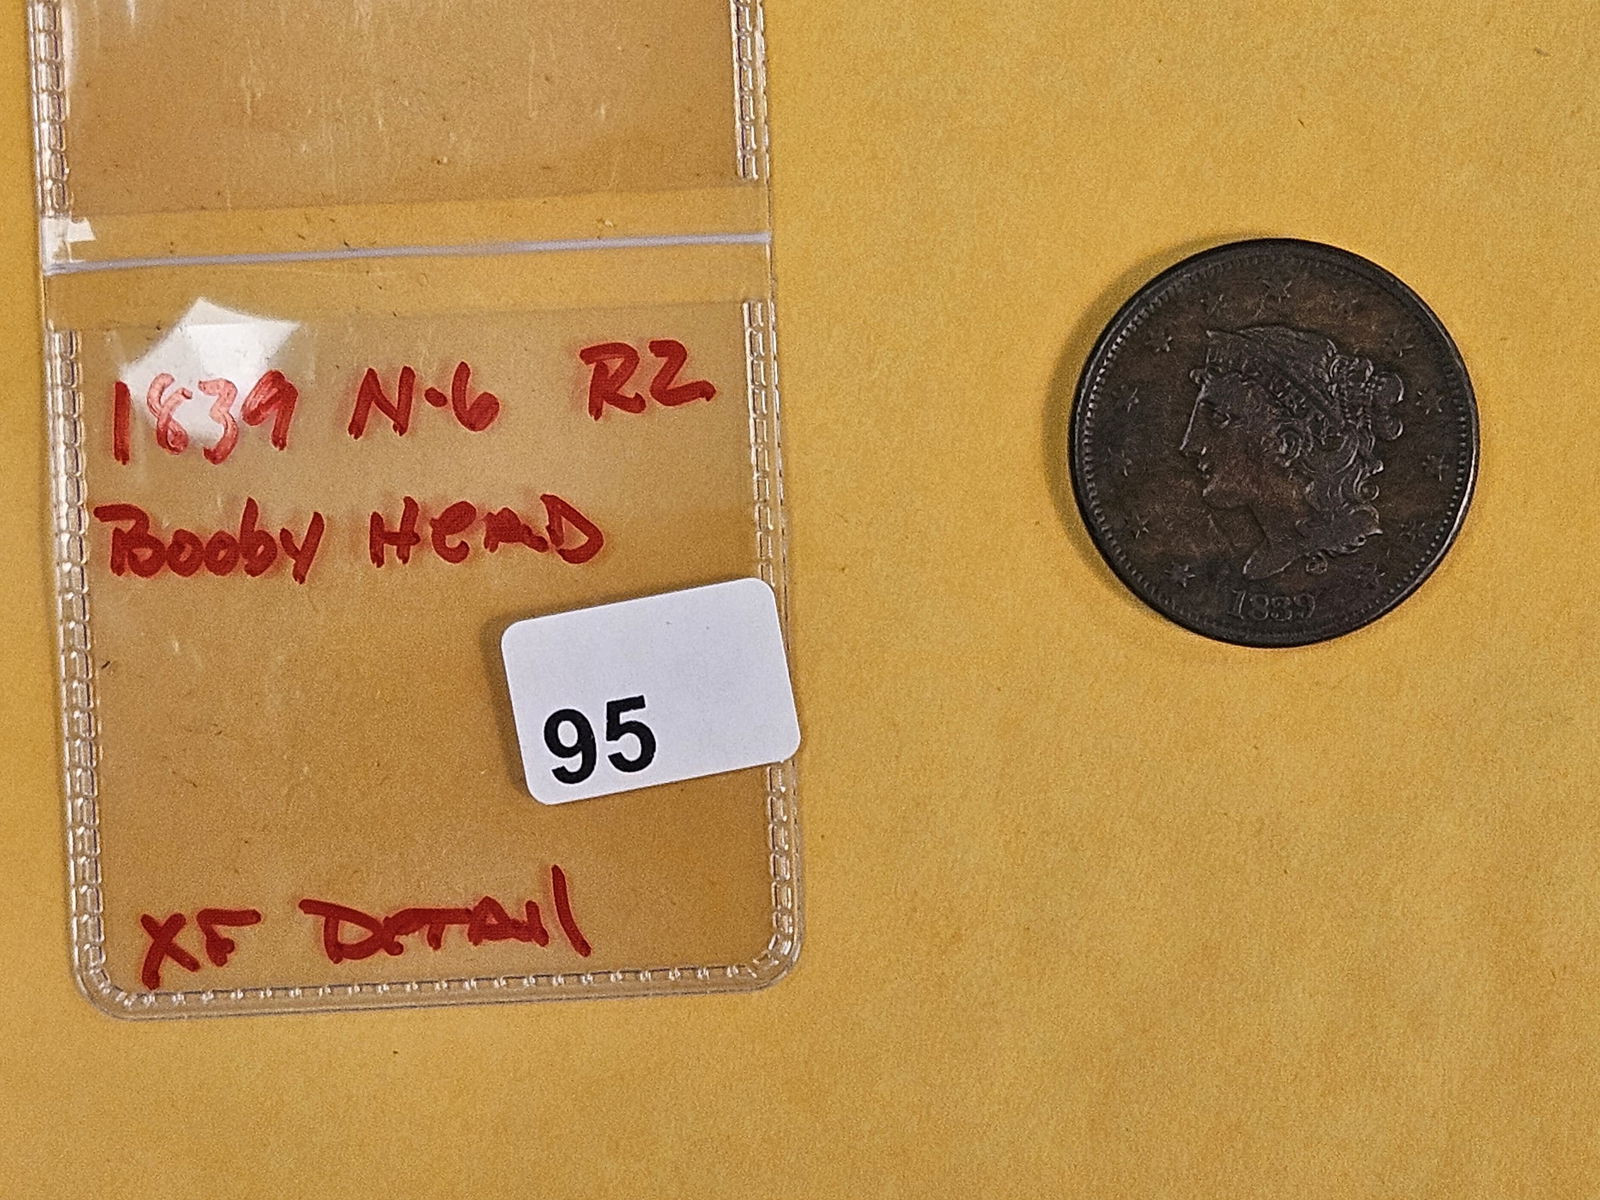 1839 N-6 R2
Booby Head
95
XF Detail
1839